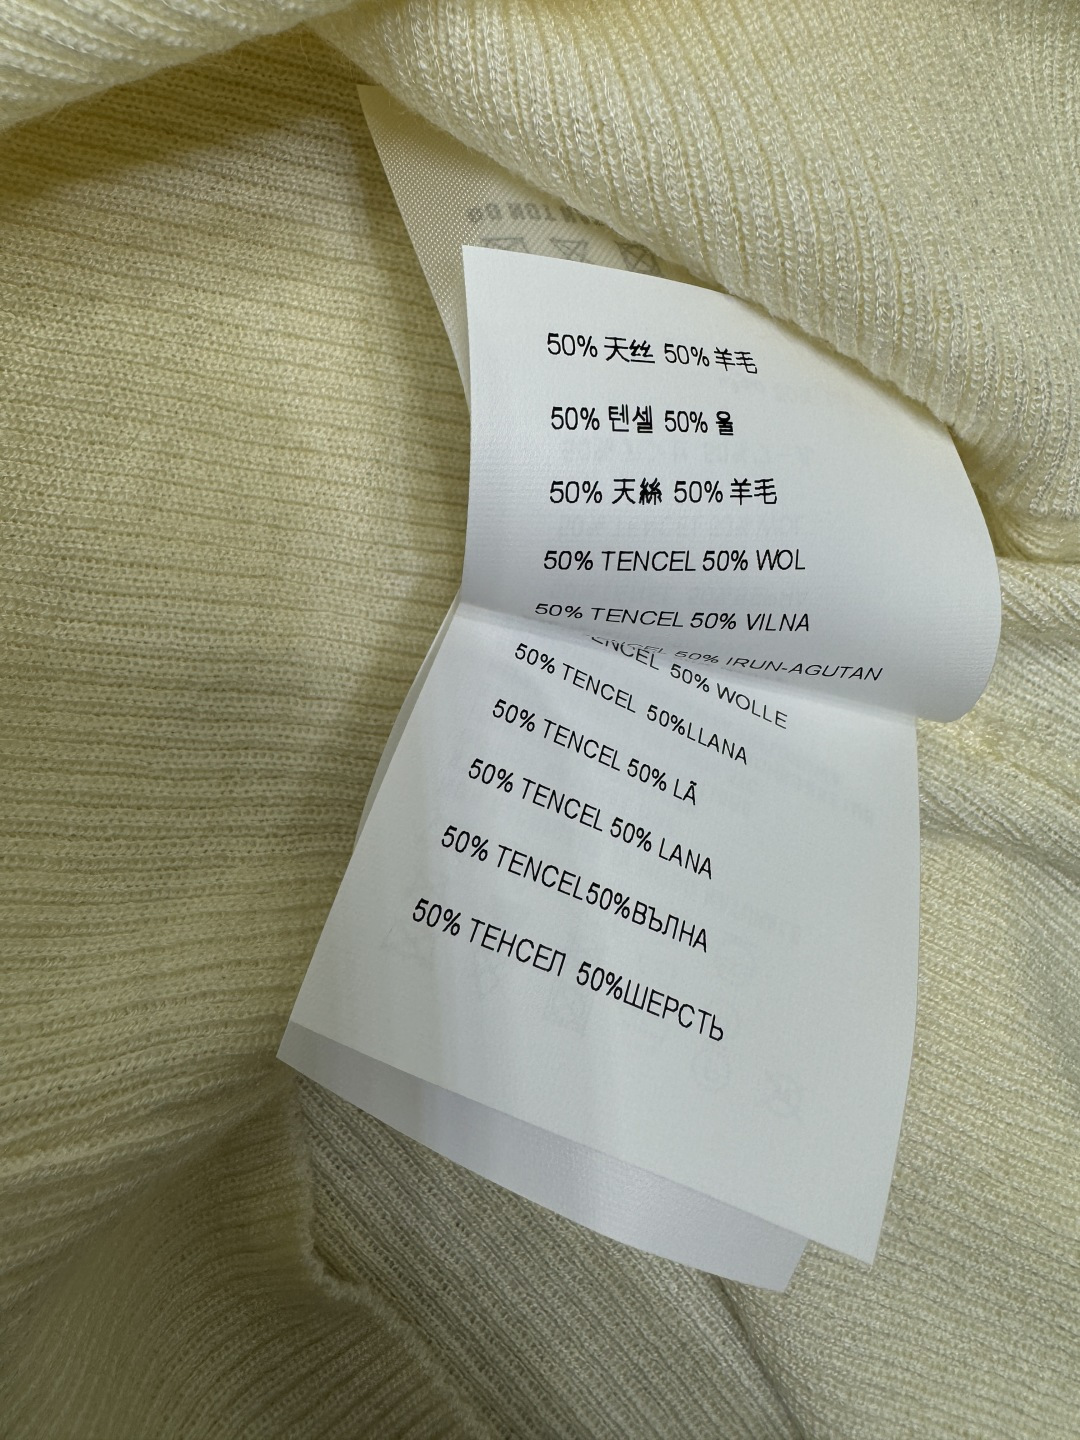 50% 天丝 50% 羊毛
50% 텐셀 50% 울
50% 天絲 50% 羊毛
50% TENCEL 50% WOL
50% TENCEL 50% VILNA
50% IRUN-AGUTAN
TENCEL 50% WOLLE
50% TENCEL 50%LLANA
50% TENCEL 50% LÃ
50% TENCEL 50% LANA
50% TENCEL50%ВЪЛНА
50% ТЕНСЕЛ 50%ШЕРСТЬ